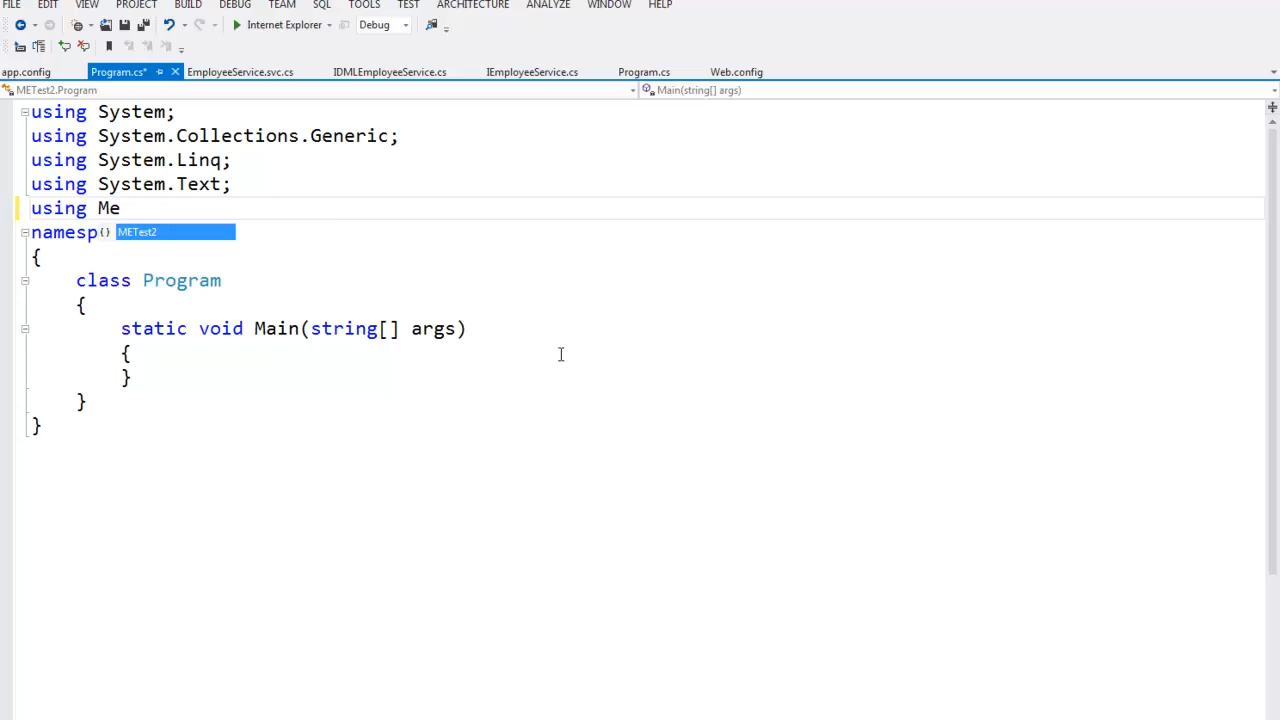 FILE EDIT VIEW PROJECT BUILD DEBUG TEAM SQL TOOLS TEST ARCHITECTURE ANALYZE WINDOW HELP
Internet Explorer Debug
app.config Program.cs* EmployeeService.svc.cs IDMLEmployeeService.cs IEmployeeService.cs Program.cs Web.config
METest2.Program Main(string[] args)
using System;
using System.Collections.Generic;
using System.Linq;
using System.Text;
using Me
namesp {} METest2
{
class Program
{
static void Main(string[] args)
{
}
}
}